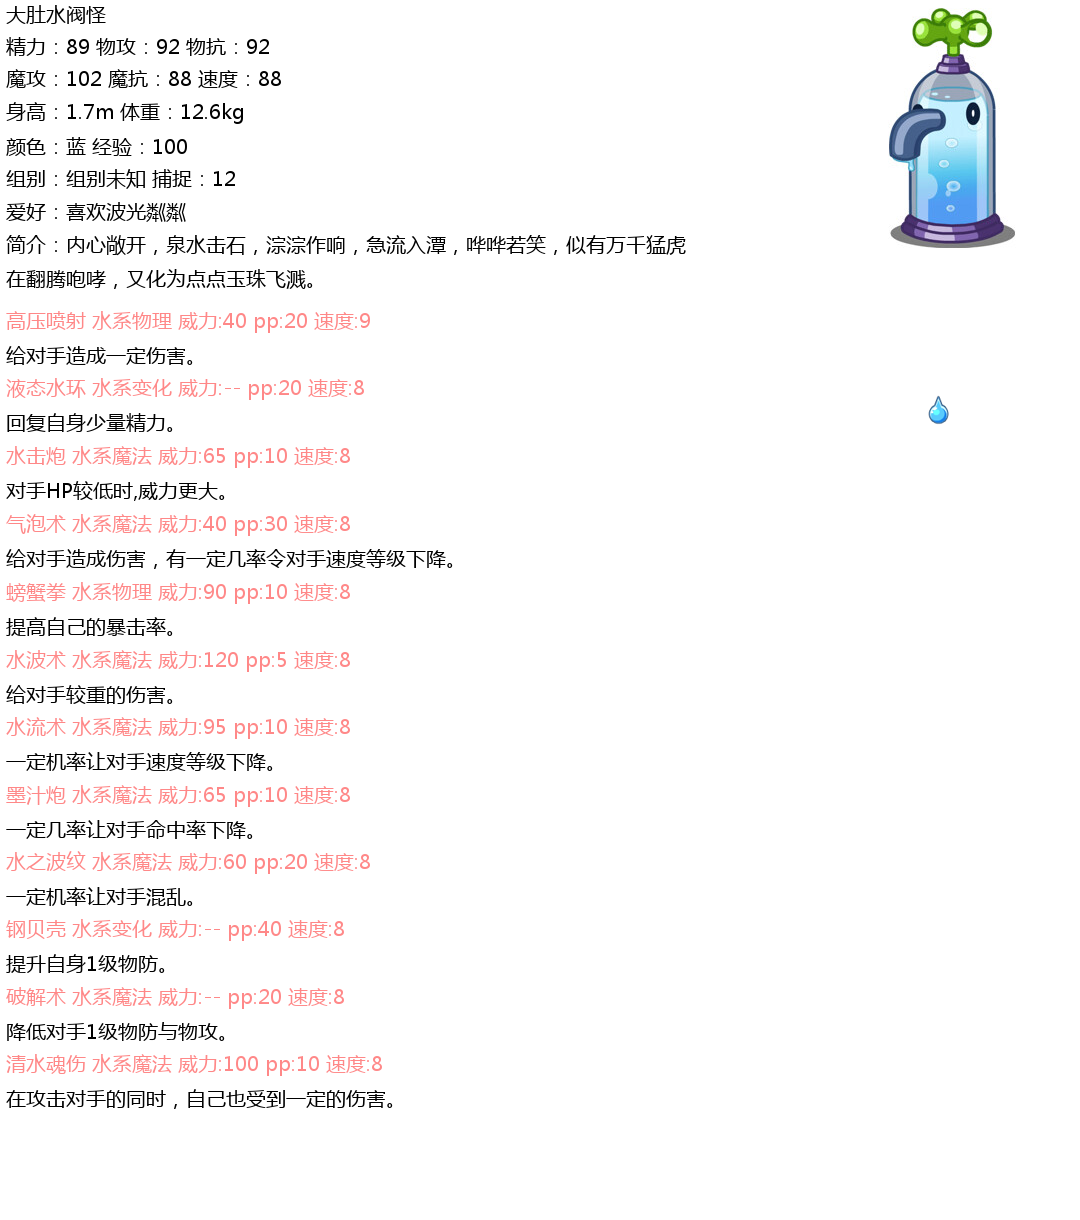 大肚水阀怪
精力：89 物攻：92 物抗：92
魔攻：102 魔抗：88 速度：88
身高：1.7m 体重：12.6kg
颜色：蓝 经验：100
组别：组别未知 捕捉：12
爱好：喜欢波光粼粼
简介：内心敞开，泉水击石，淙淙作响，急流入潭，哗哗若笑，似有万千猛虎
在翻腾咆哮，又化为点点玉珠飞溅。
高压喷射 水系物理 威力:40 pp:20 速度:9
给对手造成一定伤害。
液态水环 水系变化 威力:-- pp:20 速度:8
回复自身少量精力。
水击炮 水系魔法 威力:65 pp:10 速度:8
对手HP较低时,威力更大。
气泡术 水系魔法 威力:40 pp:30 速度:8
给对手造成伤害，有一定几率令对手速度等级下降。
螃蟹拳 水系物理 威力:90 pp:10 速度:8
提高自己的暴击率。
水波术 水系魔法 威力:120 pp:5 速度:8
给对手较重的伤害。
水流术 水系魔法 威力:95 pp:10 速度:8
一定机率让对手速度等级下降。
墨汁炮 水系魔法 威力:65 pp:10 速度:8
一定几率让对手命中率下降。
水之波纹 水系魔法 威力:60 pp:20 速度:8
一定机率让对手混乱。
钢贝壳 水系变化 威力:-- pp:40 速度:8
提升自身1级物防。
破解术 水系魔法 威力:-- pp:20 速度:8
降低对手1级物防与物攻。
清水魂伤 水系魔法 威力:100 pp:10 速度:8
在攻击对手的同时，自己也受到一定的伤害。